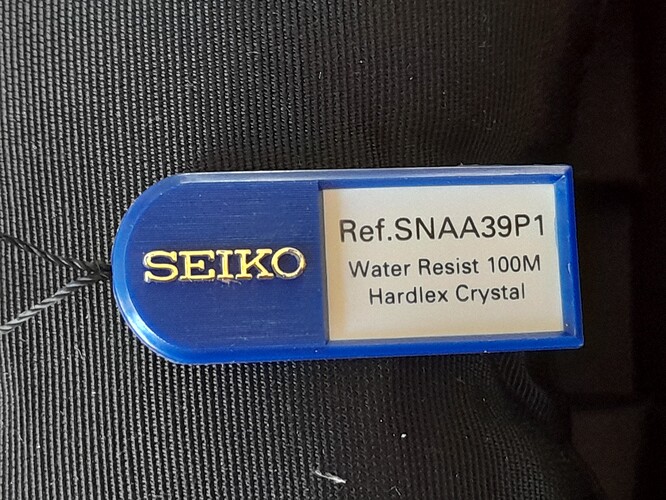 SEIKO
Ref.SNAA39P1
Water Resist 100M
Hardlex Crystal